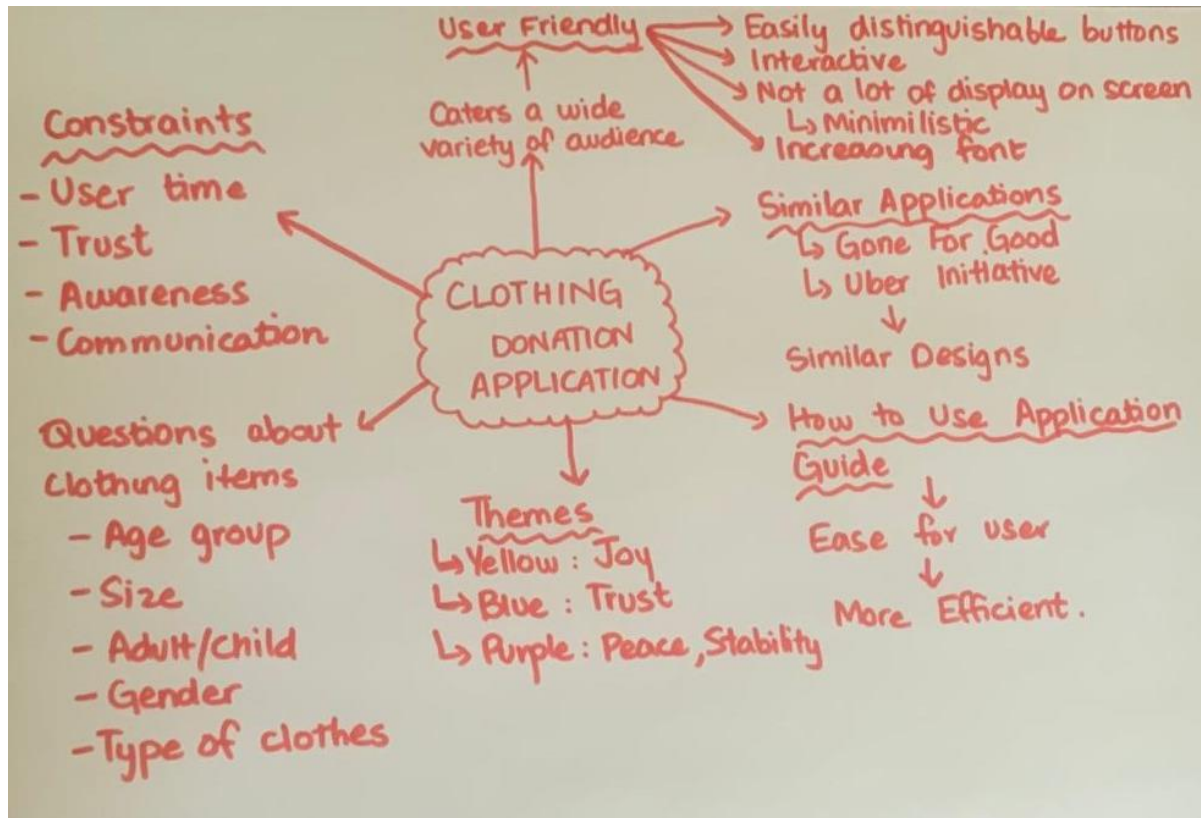 User Friendly
Easily distinguishable buttons
Interactive
Not a lot of display on screen
↳ Minimilistic
Increasing font
Caters a wide
variety of audience
Constraints
- User time
- Trust
- Awareness
- Communication
CLOTHING
DONATION
APPLICATION
Similar Applications
↳ Gone For Good
↳ Uber Initiative
Similar Designs
Questions about
clothing items
- Age group
- Size
- Adult/child
- Gender
- Type of clothes
Themes
↳ Yellow : Joy
↳ Blue : Trust
↳ Purple : Peace, Stability
How to Use Application
Guide
Ease for user
More Efficient.